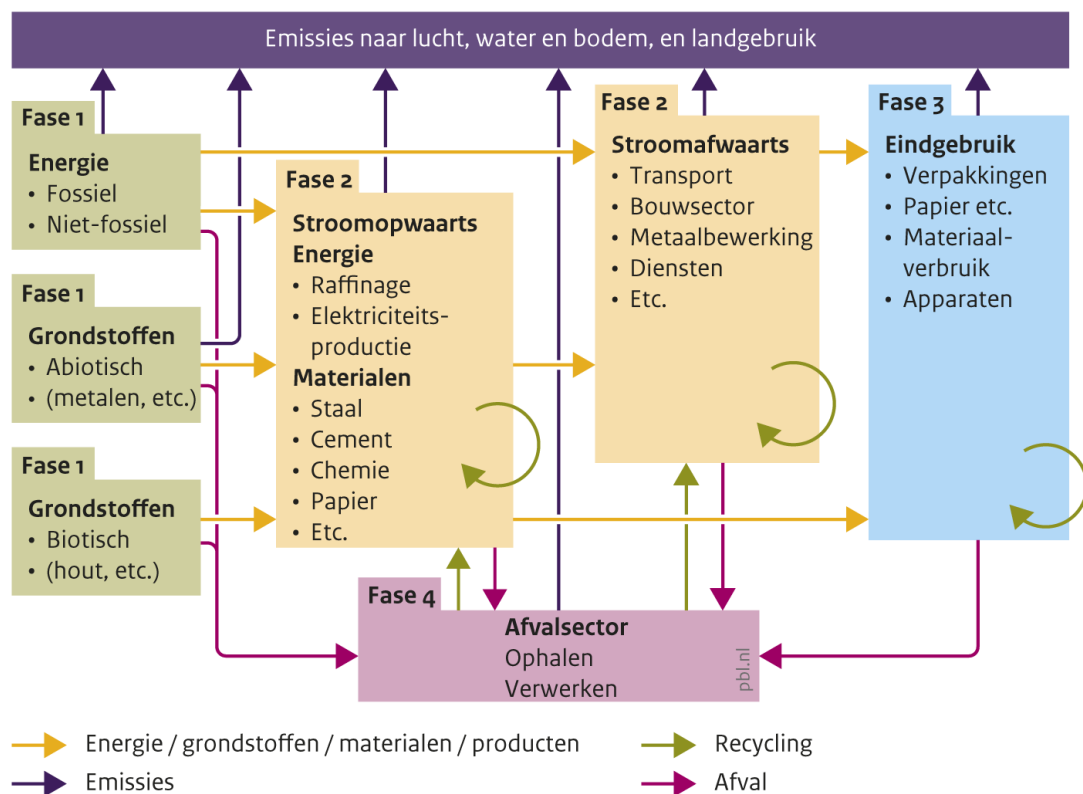 Emissies naar lucht, water en bodem, en landgebruik
Fase 1
Energie
• Fossiel
• Niet-fossiel
Fase 1
Grondstoffen
• Abiotisch
• (metalen, etc.)
Fase 1
Grondstoffen
• Biotisch
• (hout, etc.)
Fase 2
Stroomopwaarts
Energie
• Raffinage
• Elektriciteits-
productie
Materialen
• Staal
• Cement
• Chemie
• Papier
• Etc.
Fase 2
Stroomafwaarts
• Transport
• Bouwsector
• Metaalbewerking
• Diensten
• Etc.
Fase 3
Eindgebruik
• Verpakkingen
• Papier etc.
• Materiaal-
verbruik
• Apparaten
Fase 4
Afvalsector
Ophalen
Verwerken
pbl.nl
Energie / grondstoffen / materialen / producten
Emissies
Recycling
Afval